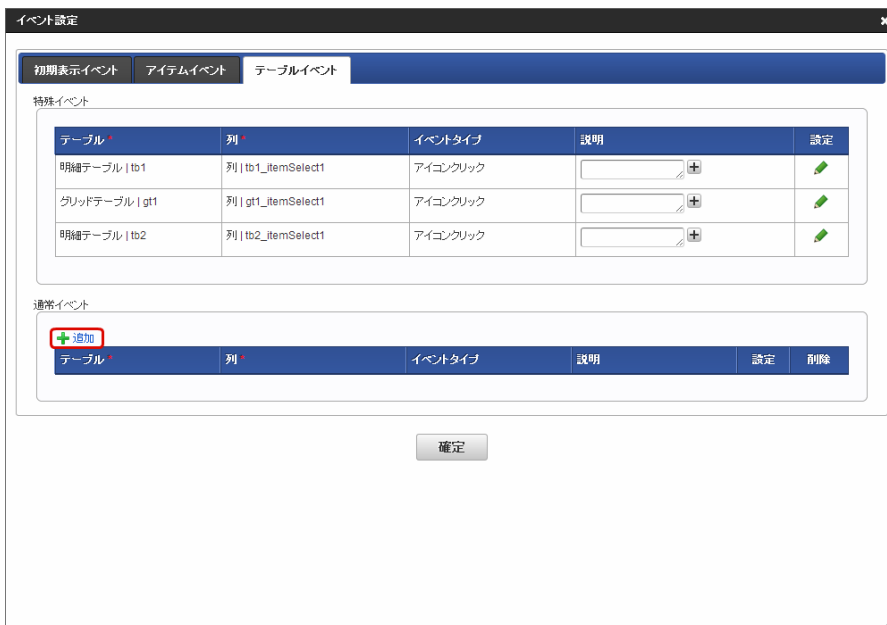 イベント設定
初期表示イベント アイテムイベント テーブルイベント
特殊イベント
テーブル* 列* イベントタイプ 説明 設定
明細テーブル | tb1 列 | tb1_itemSelect1 アイコンクリック
グリッドテーブル | gt1 列 | gt1_itemSelect1 アイコンクリック
明細テーブル | tb2 列 | tb2_itemSelect1 アイコンクリック
通常イベント
追加
テーブル* 列* イベントタイプ 説明 設定 削除
確定